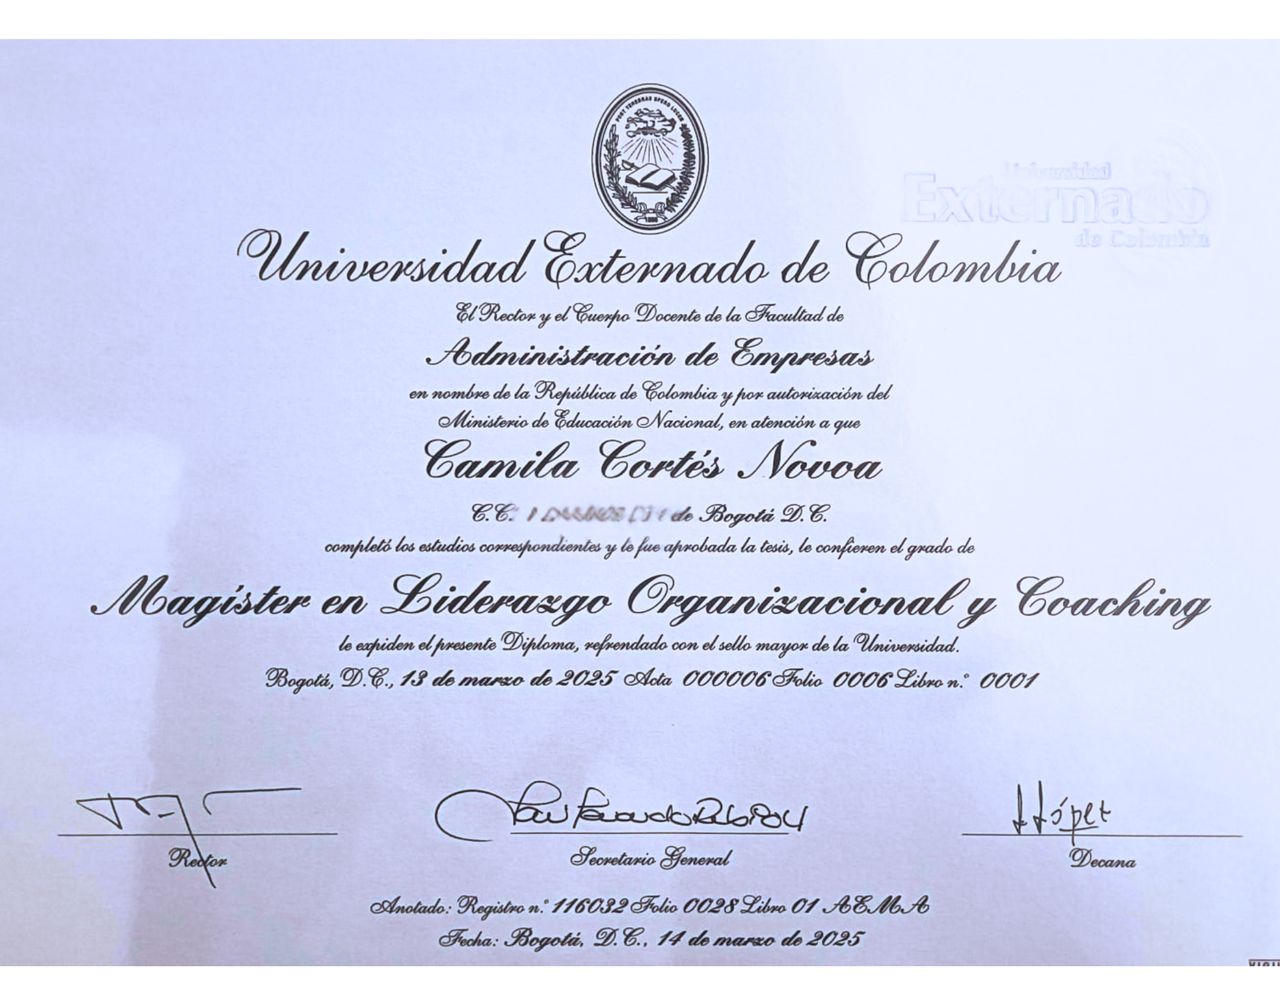 POST TENEBRAS SPERO LUCEM
1886
Universidad
Externado
de Colombia
Universidad Externado de Colombia
El Rector y el Cuerpo Docente de la Facultad de
Administración de Empresas
en nombre de la República de Colombia y por autorización del
Ministerio de Educación Nacional, en atención a que
Camila Cortés Novoa
C.C. de Bogotá D.C.
completó los estudios correspondientes y le fue aprobada la tesis, le confieren el grado de
Magíster en Liderazgo Organizacional y Coaching
le expiden el presente Diploma, refrendado con el sello mayor de la Universidad.
Bogotá, D.C., 13 de marzo de 2025 Acta 000006 Folio 0006 Libro n.° 0001
López
Rector
Secretario General
Decana
Anotado: Registro n.° 116032 Folio 0028 Libro 01 AEMA
Fecha: Bogotá, D.C., 14 de marzo de 2025